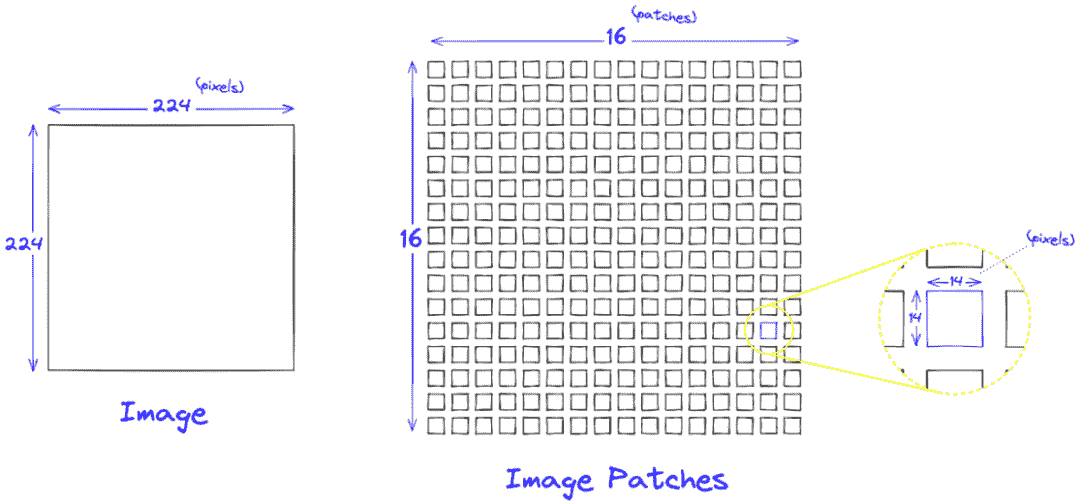 (pixels)
224
224
Image
(patches)
16
16
Image Patches
(pixels)
14
14